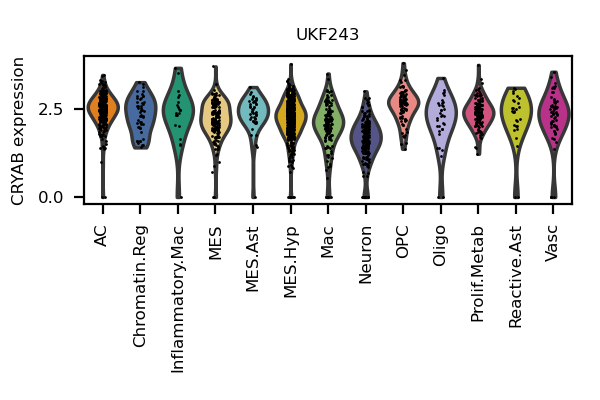 UKF243
CRYAB expression
2.5
0.0
AC
Chromatin.Reg
Inflammatory.Mac
MES
MES.Ast
MES.Hyp
Mac
Neuron
OPC
Oligo
Prolif.Metab
Reactive.Ast
Vasc